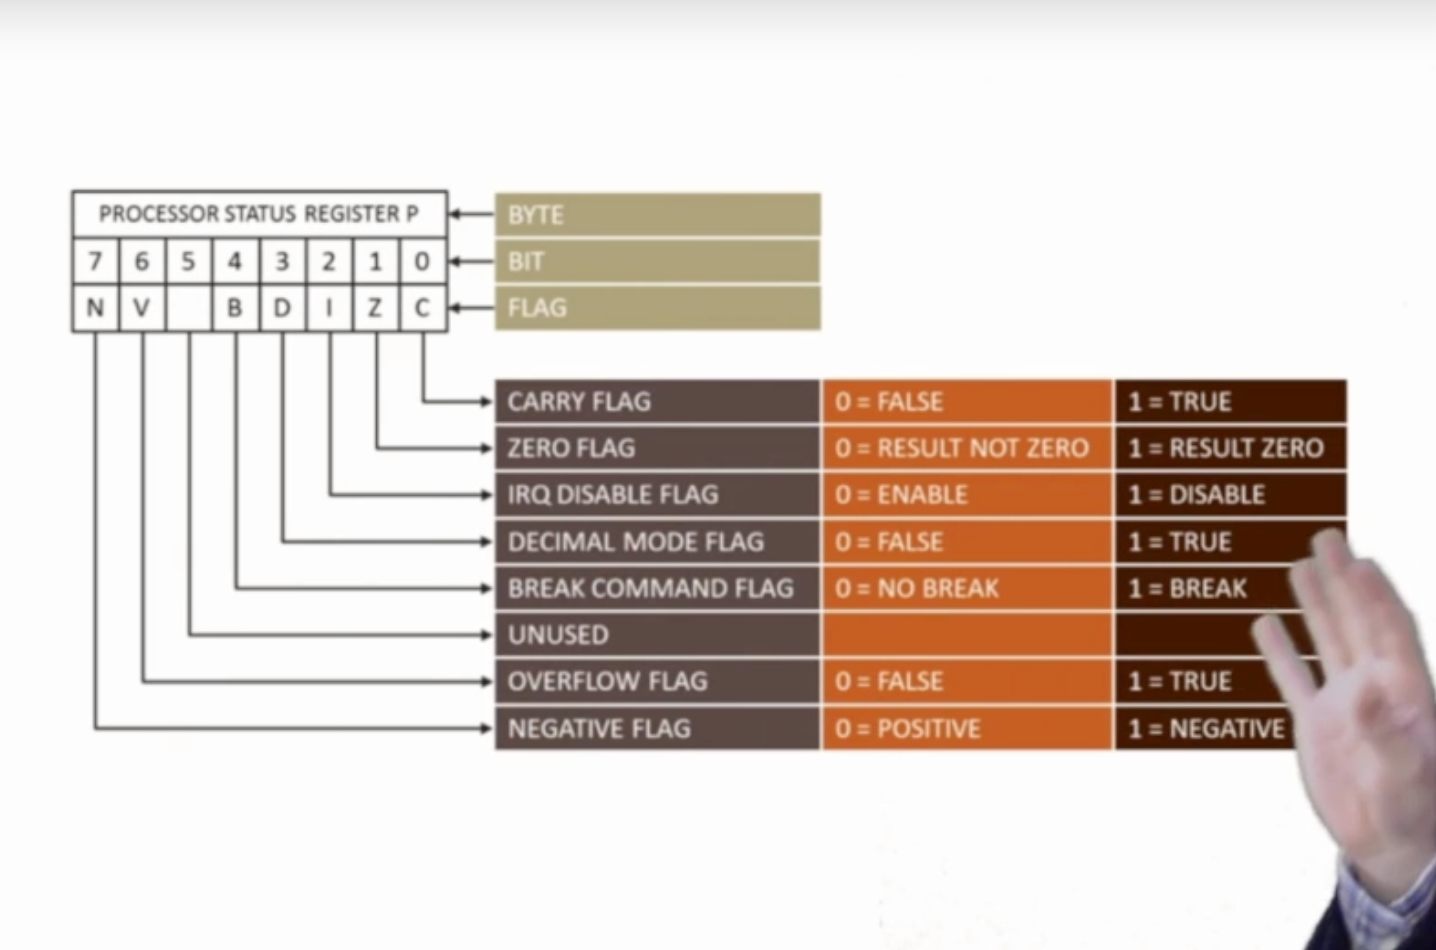 PROCESSOR STATUS REGISTER P BYTE
7 6 5 4 3 2 1 0 BIT
N V B D I Z C FLAG
CARRY FLAG 0 = FALSE 1 = TRUE
ZERO FLAG 0 = RESULT NOT ZERO 1 = RESULT ZERO
IRQ DISABLE FLAG 0 = ENABLE 1 = DISABLE
DECIMAL MODE FLAG 0 = FALSE 1 = TRUE
BREAK COMMAND FLAG 0 = NO BREAK 1 = BREAK
UNUSED
OVERFLOW FLAG 0 = FALSE 1 = TRUE
NEGATIVE FLAG 0 = POSITIVE 1 = NEGATIVE